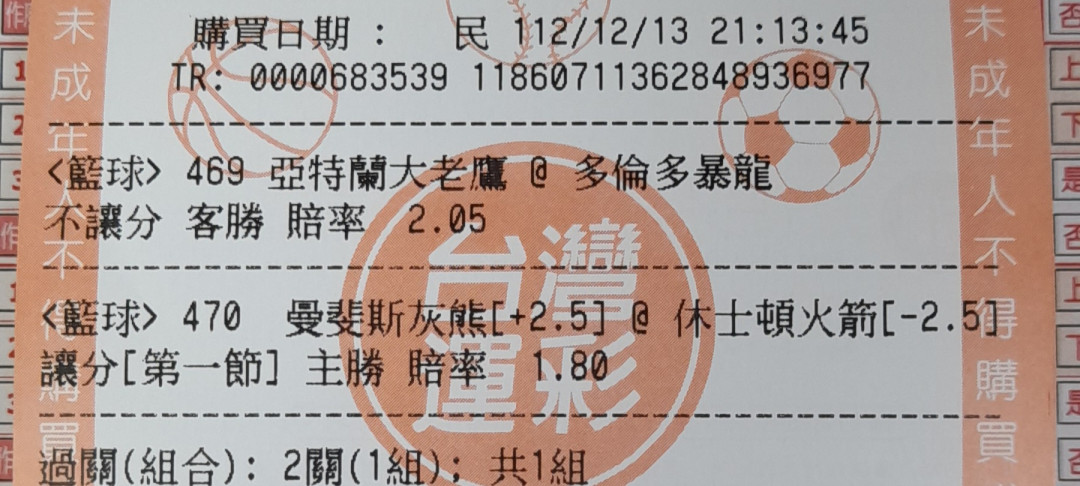 購買日期 : 民 112/12/13 21:13:45
TR: 0000683539 11860711362848936977
<籃球> 469 亞特蘭大老鷹 @ 多倫多暴龍
不讓分 客勝 賠率 2.05
<籃球> 470 曼斐斯灰熊[+2.5] @ 休士頓火箭[-2.5]
讓分[第一節] 主勝 賠率 1.80
過關(組合): 2關(1組); 共1組
台灣
運彩
未成年人不得購買
未成年人不得購買